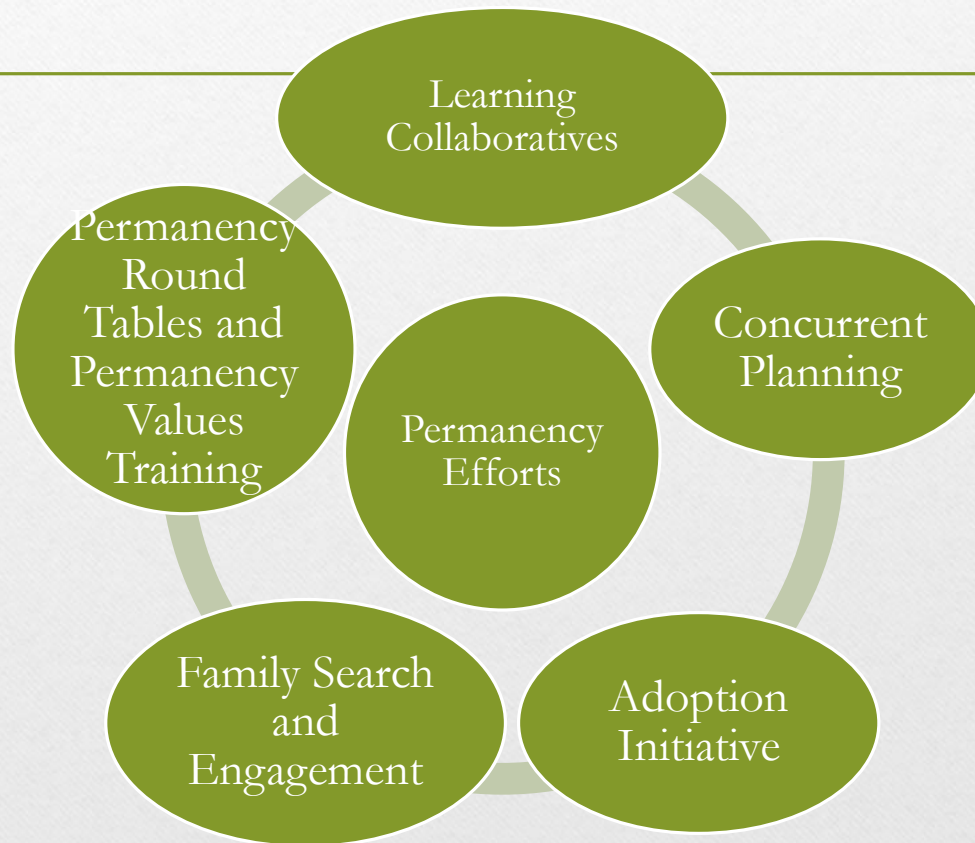 Learning
Collaboratives
Permanency
Round
Tables and
Permanency
Values
Training
Concurrent
Planning
Permanency
Efforts
Family Search
and
Engagement
Adoption
Initiative